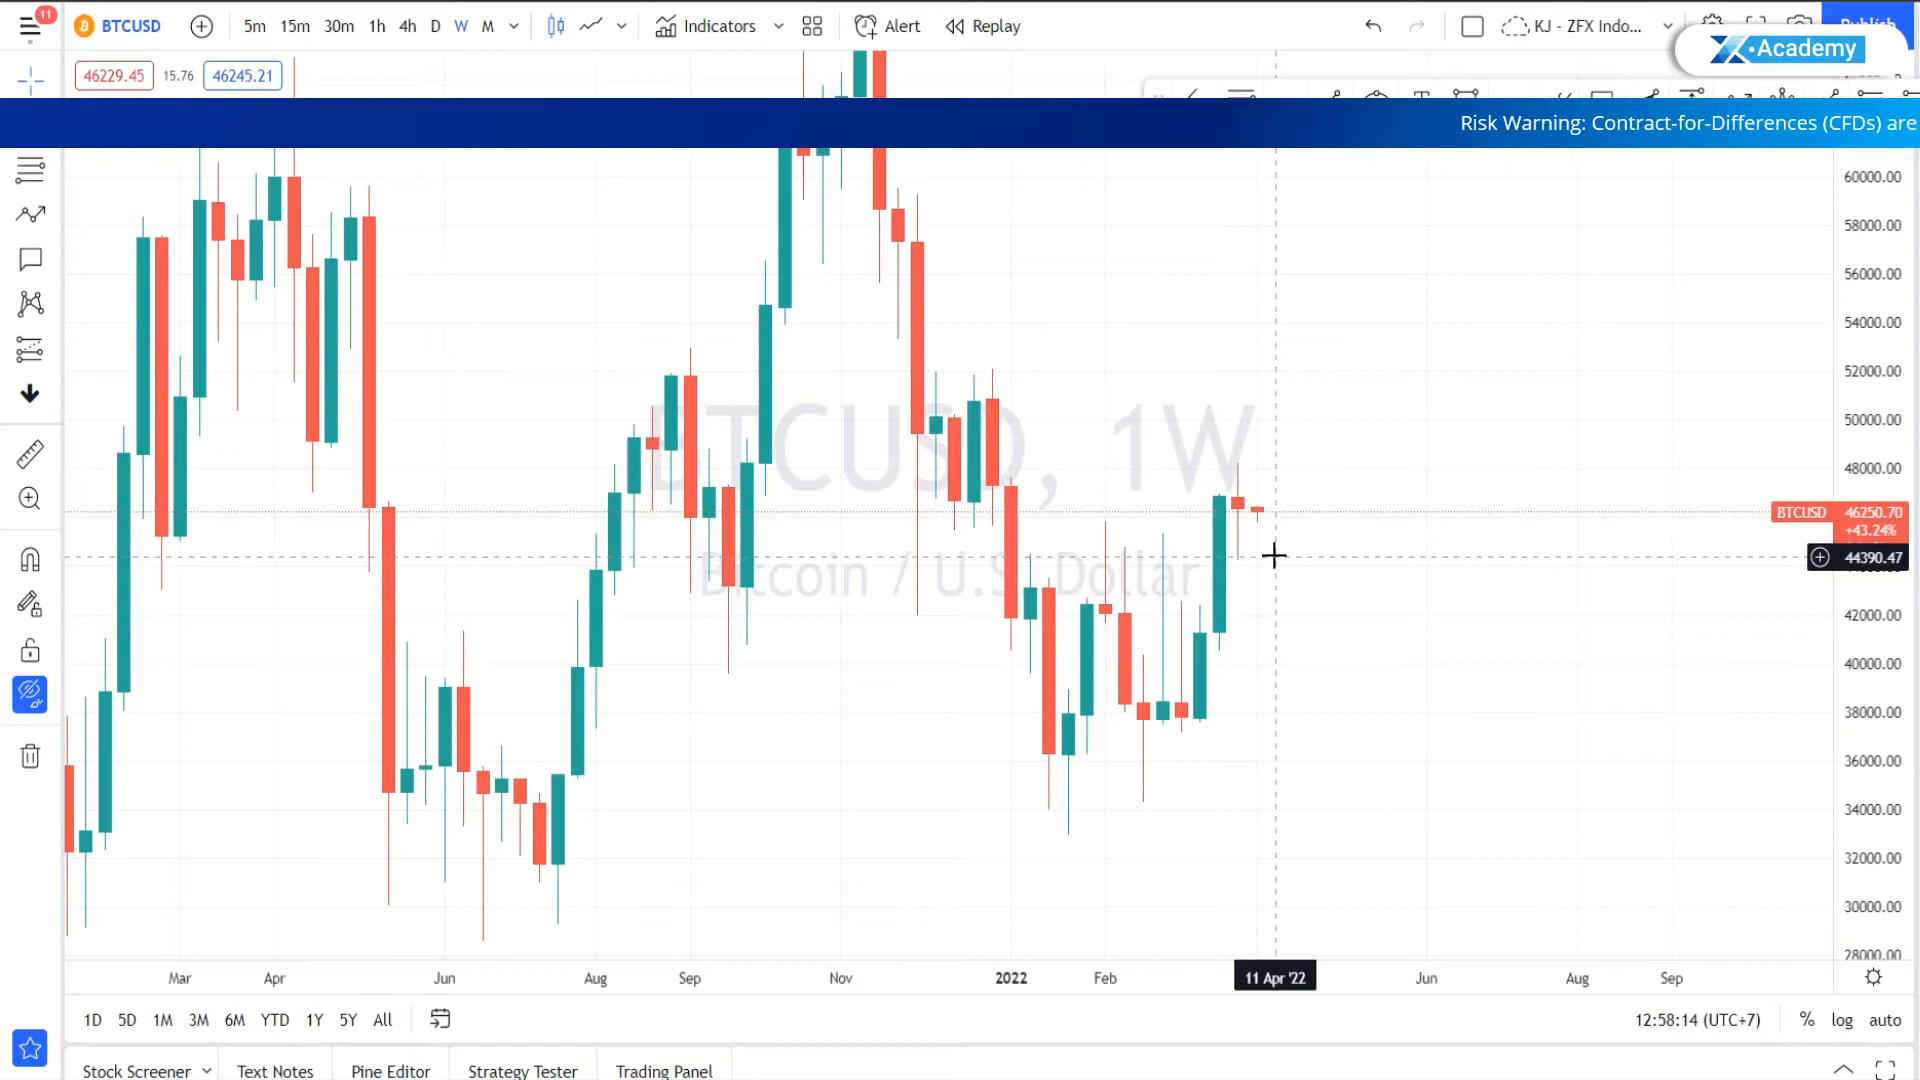 11
BTCUSD 5m 15m 30m 1h 4h D W M Indicators Alert Replay KJ - ZFX Indo... Publish
Academy
46229.45 15.76 46245.21
Risk Warning: Contract-for-Differences (CFDs) are
60000.00
58000.00
56000.00
54000.00
52000.00
50000.00
48000.00
BTCUSD, 1W
Bitcoin / U.S. Dollar
BTCUSD 46250.70
+43.24%
44390.47
42000.00
40000.00
38000.00
36000.00
34000.00
32000.00
30000.00
28000.00
Mar Apr Jun Aug Sep Nov 2022 Feb 11 Apr '22 Jun Aug Sep
1D 5D 1M 3M 6M YTD 1Y 5Y All 12:58:14 (UTC+7) % log auto
Stock Screener Text Notes Pine Editor Strategy Tester Trading Panel